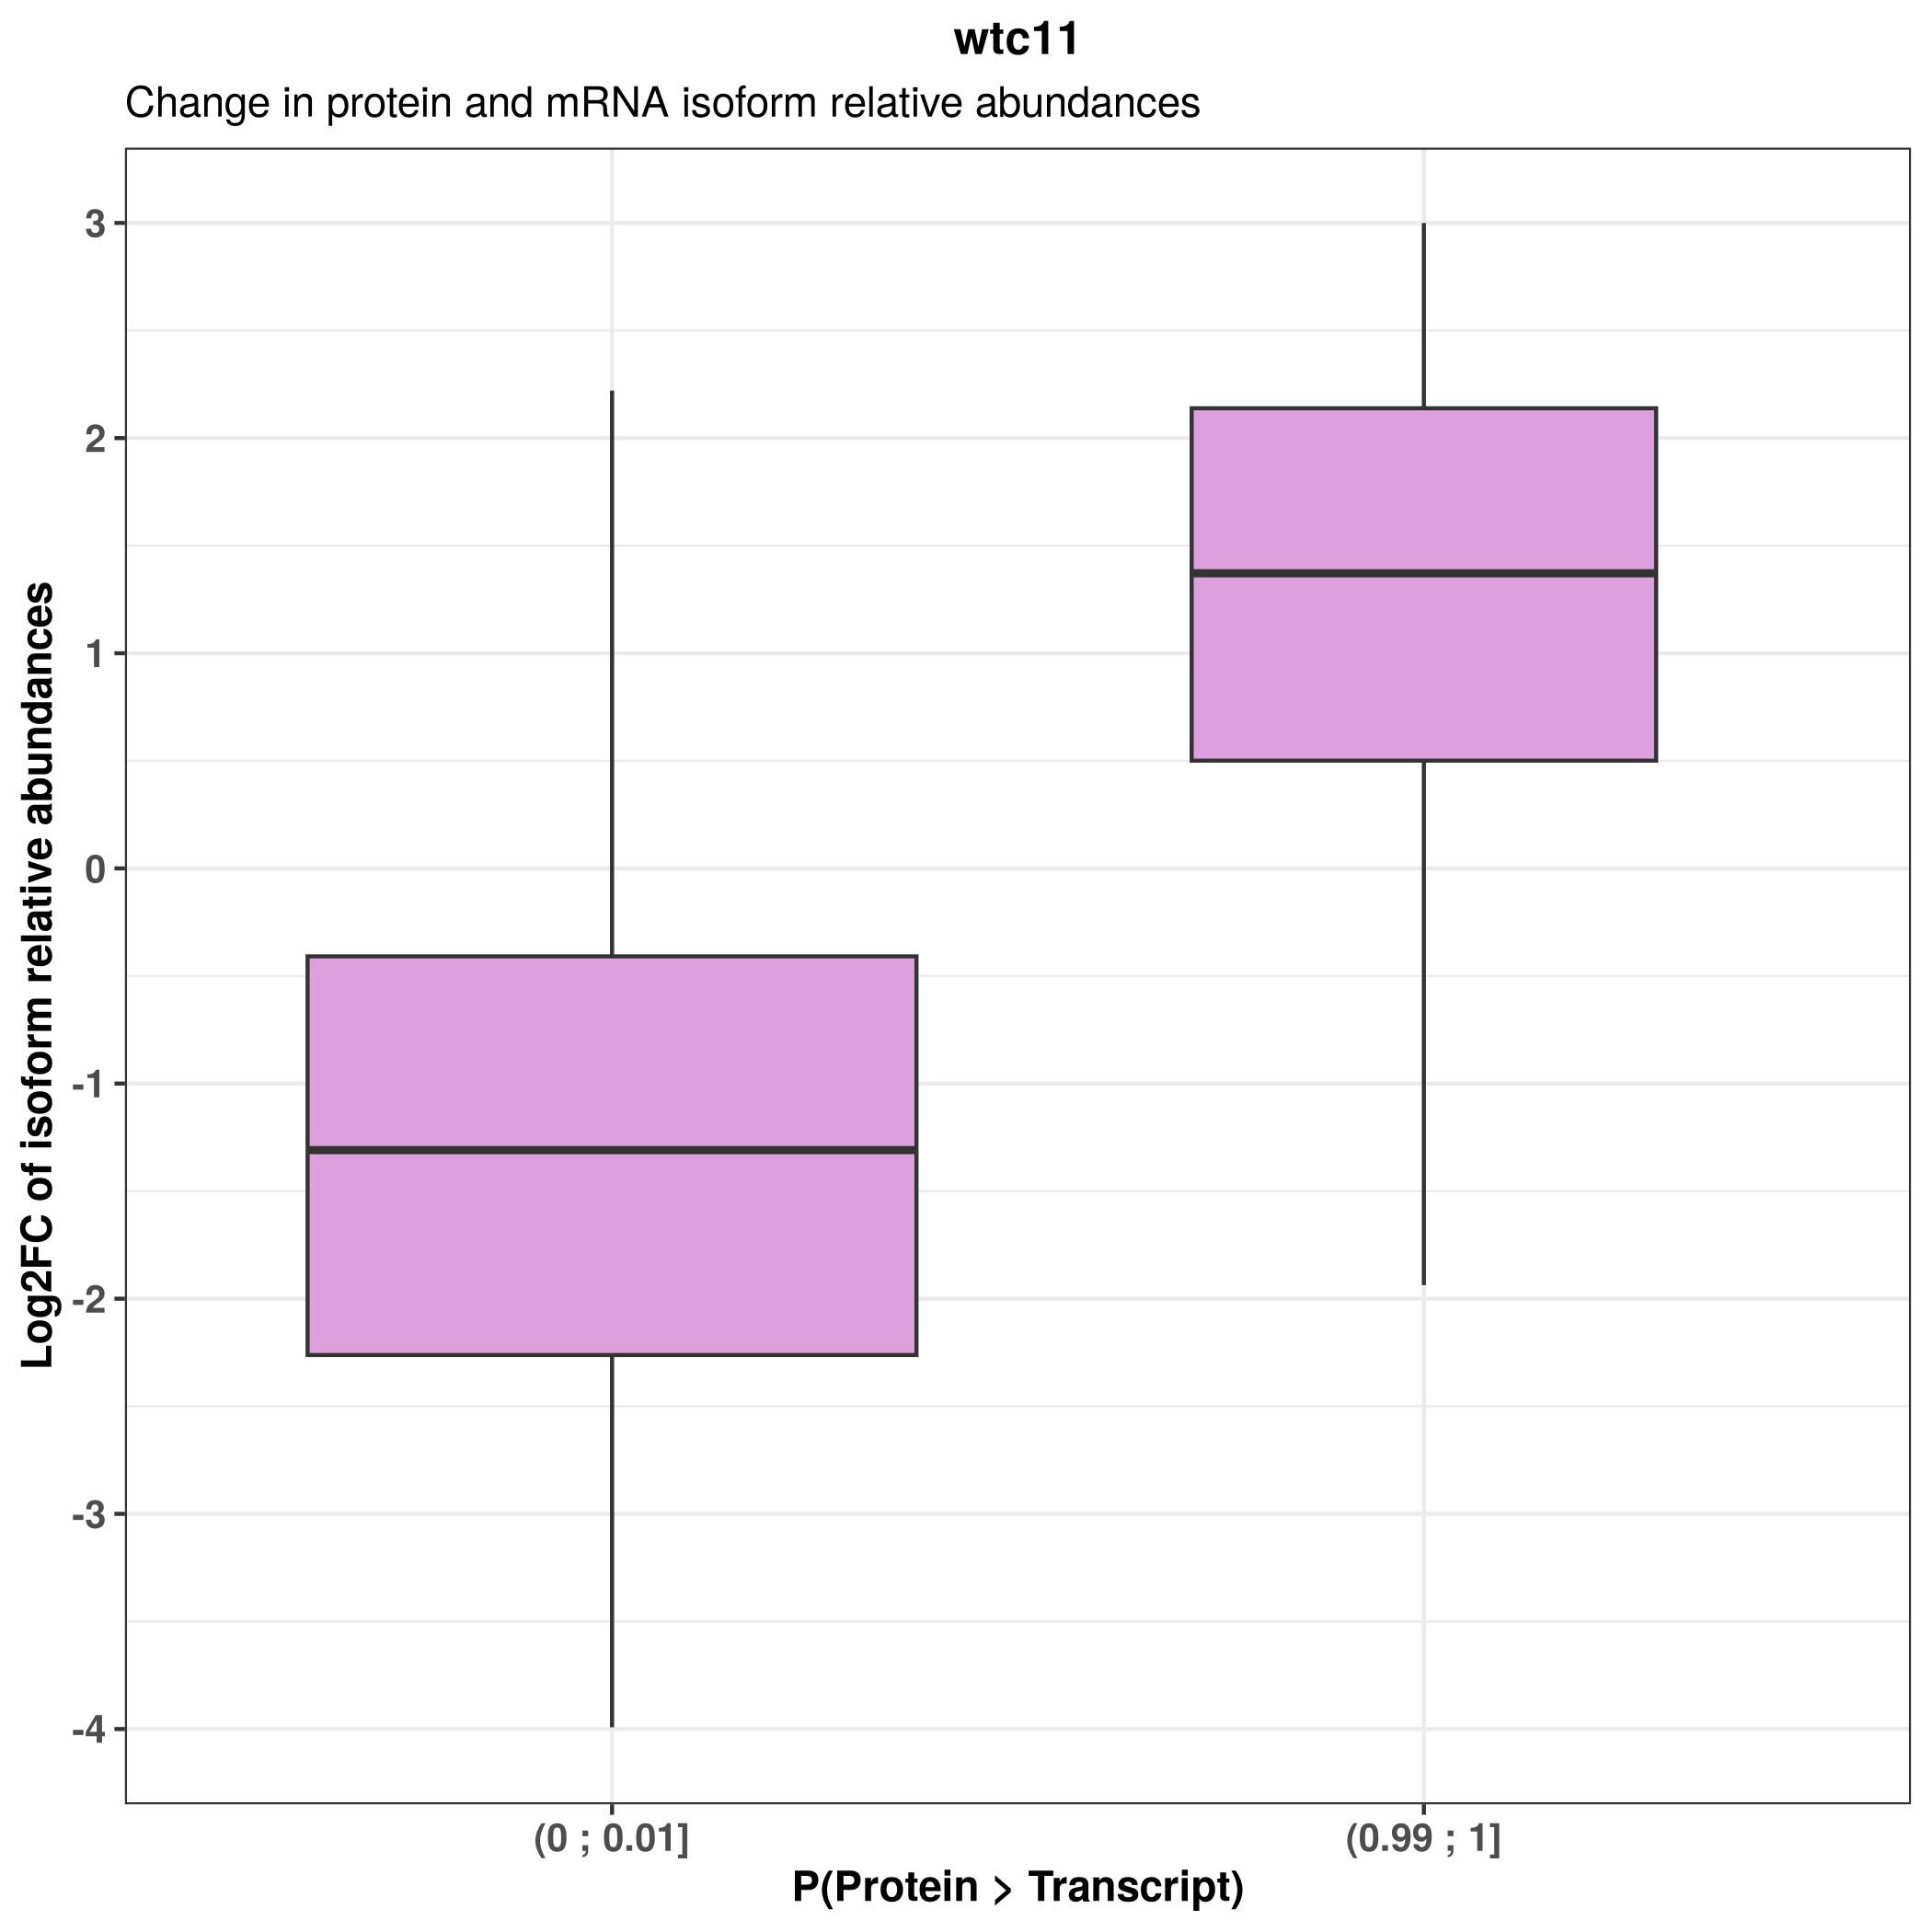 wtc11
Change in protein and mRNA isoform relative abundances
Log2FC of isoform relative abundances
3
2
1
0
-1
-2
-3
-4
(0 ; 0.01]
(0.99 ; 1]
P(Protein > Transcript)